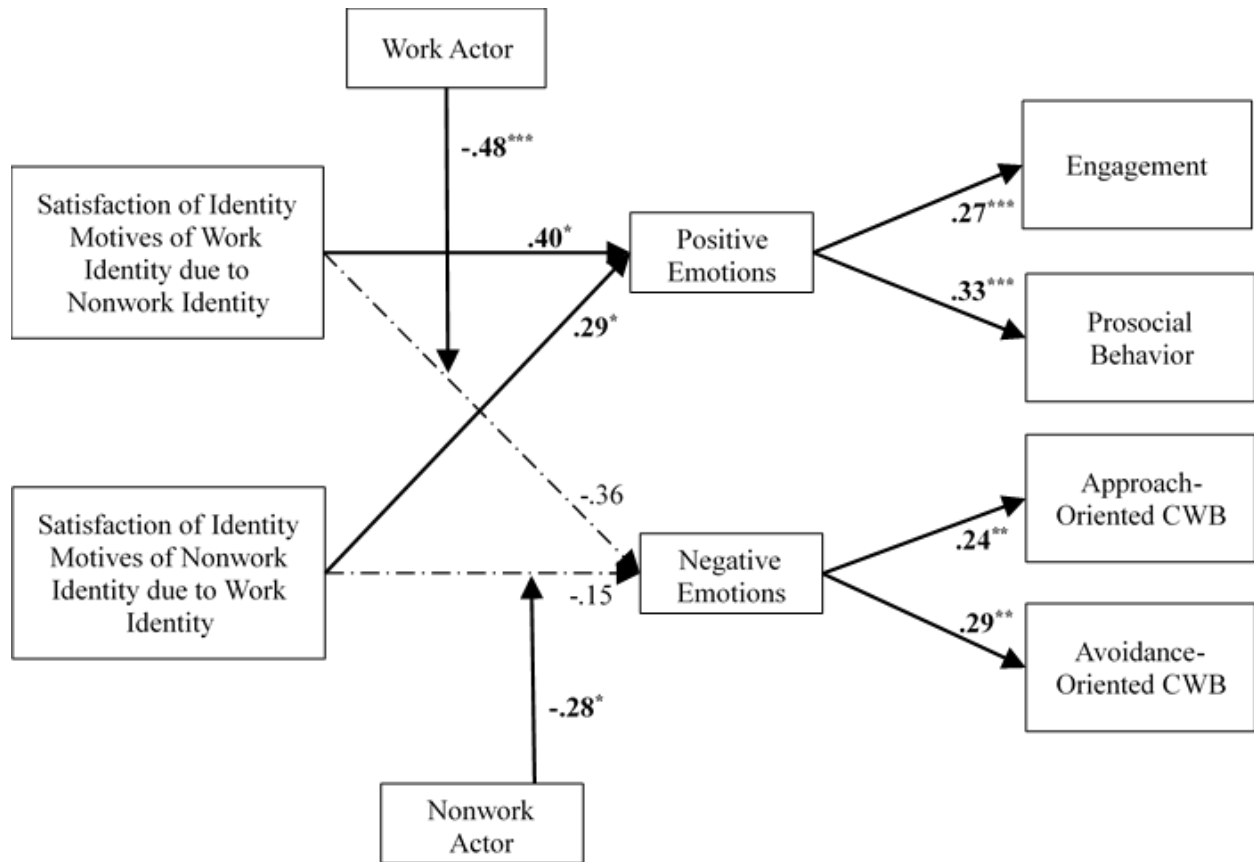 Work Actor
-.48***
Satisfaction of Identity
Motives of Work
Identity due to
Nonwork Identity
.40*
.29*
Positive
Emotions
Engagement
.27***
.33***
Prosocial
Behavior
Satisfaction of Identity
Motives of Nonwork
Identity due to Work
Identity
-.36
-.15
Negative
Emotions
Approach-
Oriented CWB
.24**
.29**
Avoidance-
Oriented CWB
-.28*
Nonwork
Actor